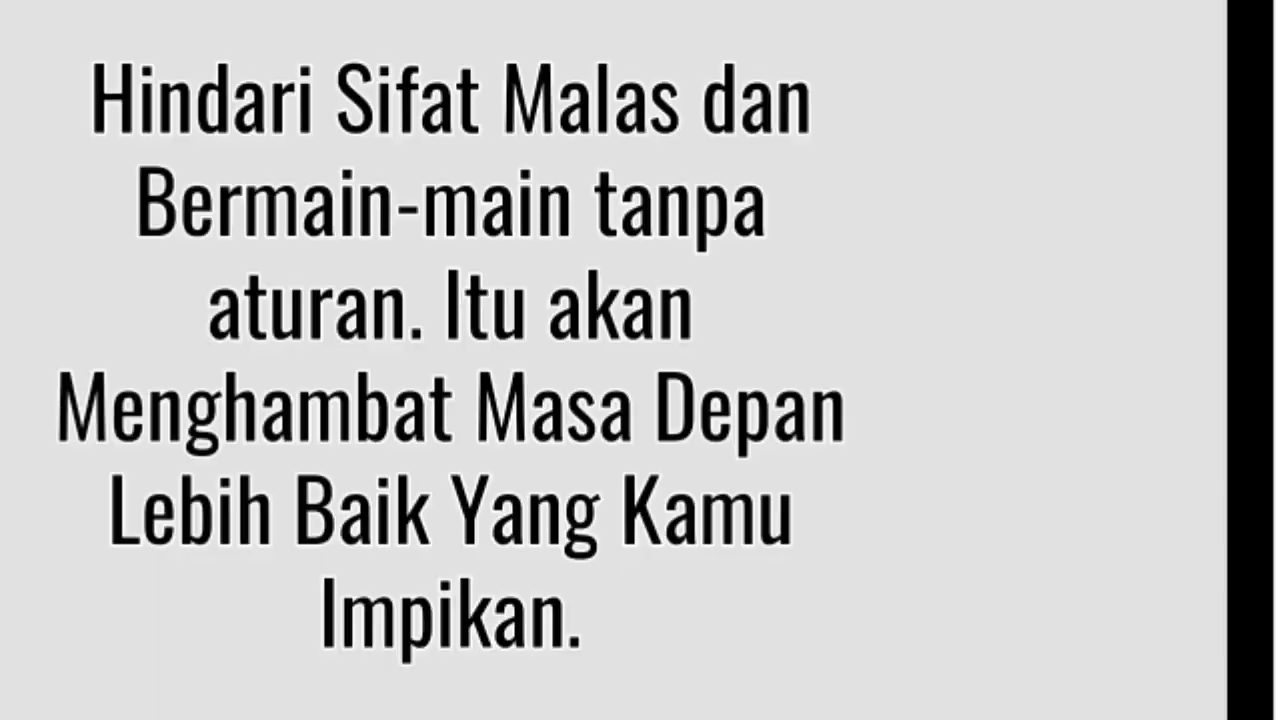 Hindari Sifat Malas dan
Bermain-main tanpa
aturan. Itu akan
Menghambat Masa Depan
Lebih Baik Yang Kamu
Impikan.